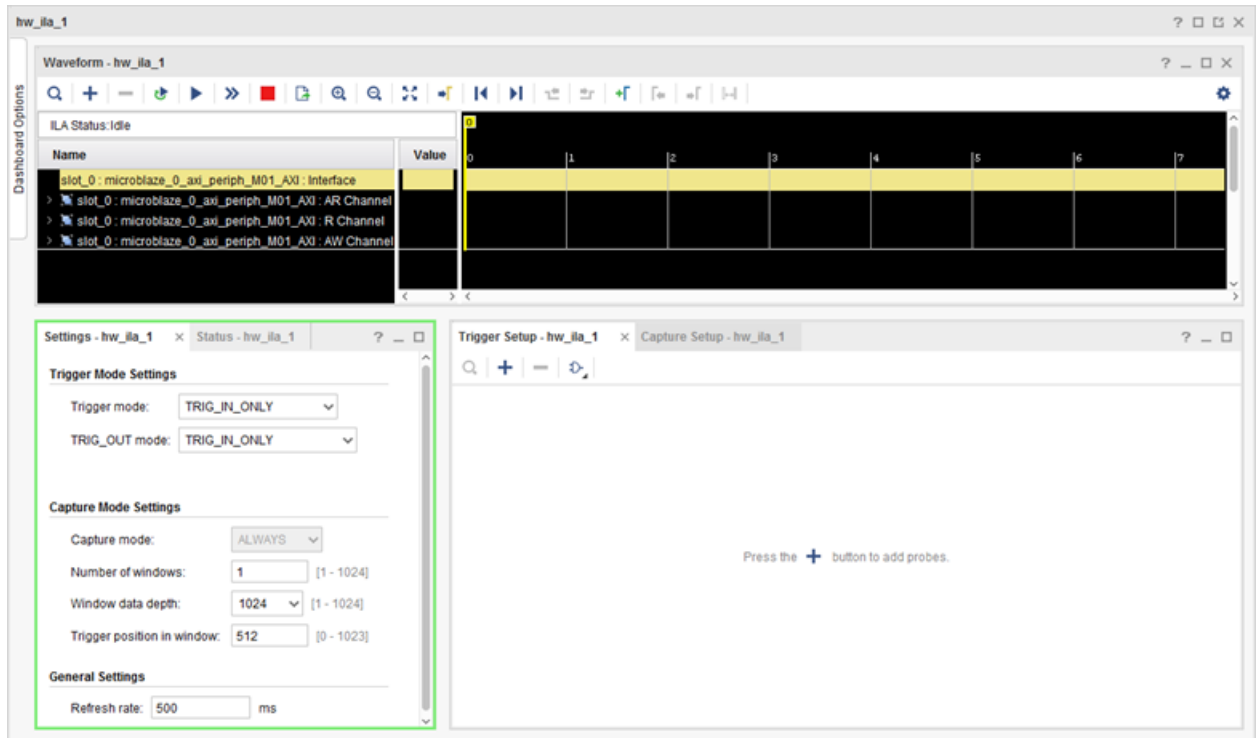 hw_ila_1
Dashboard Options
Waveform - hw_ila_1
ILA Status:Idle
Name Value
0
0 1 2 3 4 5 6 7
slot_0 : microblaze_0_axi_periph_M01_AXI : Interface
slot_0 : microblaze_0_axi_periph_M01_AXI : AR Channel
slot_0 : microblaze_0_axi_periph_M01_AXI : R Channel
slot_0 : microblaze_0_axi_periph_M01_AXI : AW Channel
Settings - hw_ila_1 Status - hw_ila_1
Trigger Mode Settings
Trigger mode: TRIG_IN_ONLY
TRIG_OUT mode: TRIG_IN_ONLY
Capture Mode Settings
Capture mode: ALWAYS
Number of windows: 1 [1 - 1024]
Window data depth: 1024 [1 - 1024]
Trigger position in window: 512 [0 - 1023]
General Settings
Refresh rate: 500 ms
Trigger Setup - hw_ila_1 Capture Setup - hw_ila_1
Press the + button to add probes.